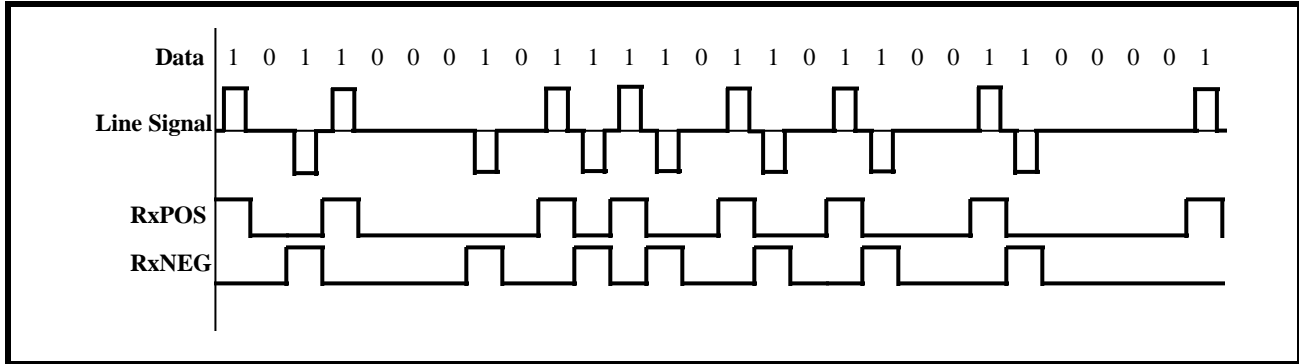 Data 1 0 1 1 0 0 0 1 0 1 1 1 1 0 1 1 0 1 1 0 0 1 1 0 0 0 0 1
Line Signal
RxPOS
RxNEG